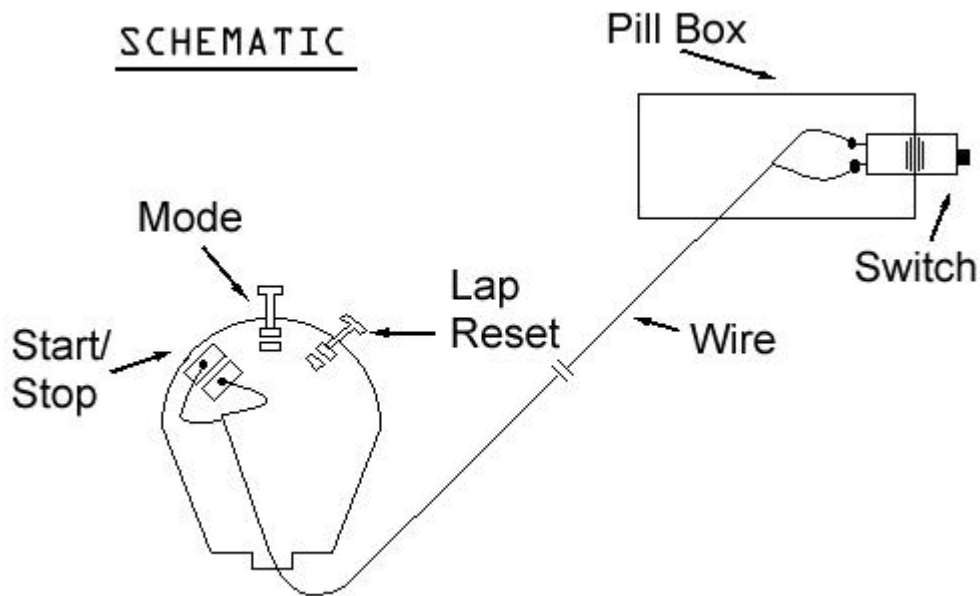 SCHEMATIC
Pill Box
Mode
Switch
Lap
Reset
Wire
Start/
Stop